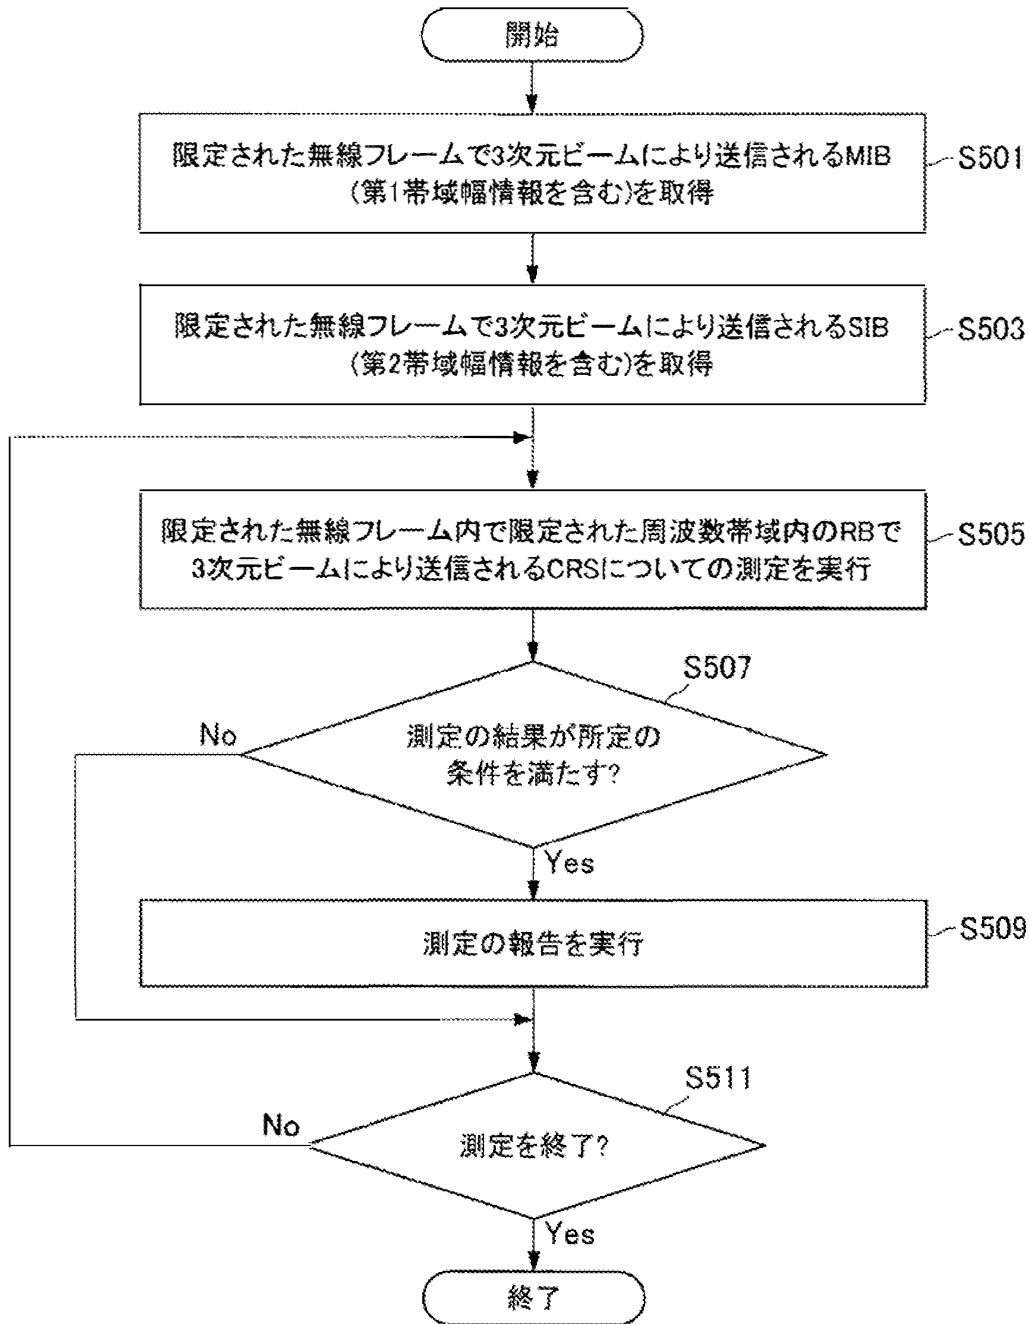 開始
限定された無線フレームで3次元ビームにより送信されるMIB
(第1帯域幅情報を含む)を取得
S501
限定された無線フレームで3次元ビームにより送信されるSIB
(第2帯域幅情報を含む)を取得
S503
限定された無線フレーム内で限定された周波数帯域内のRBで
3次元ビームにより送信されるCRSについての測定を実行
S505
S507
No
測定の結果が所定の
条件を満たす?
Yes
測定の報告を実行
S509
S511
No
測定を終了?
Yes
終了